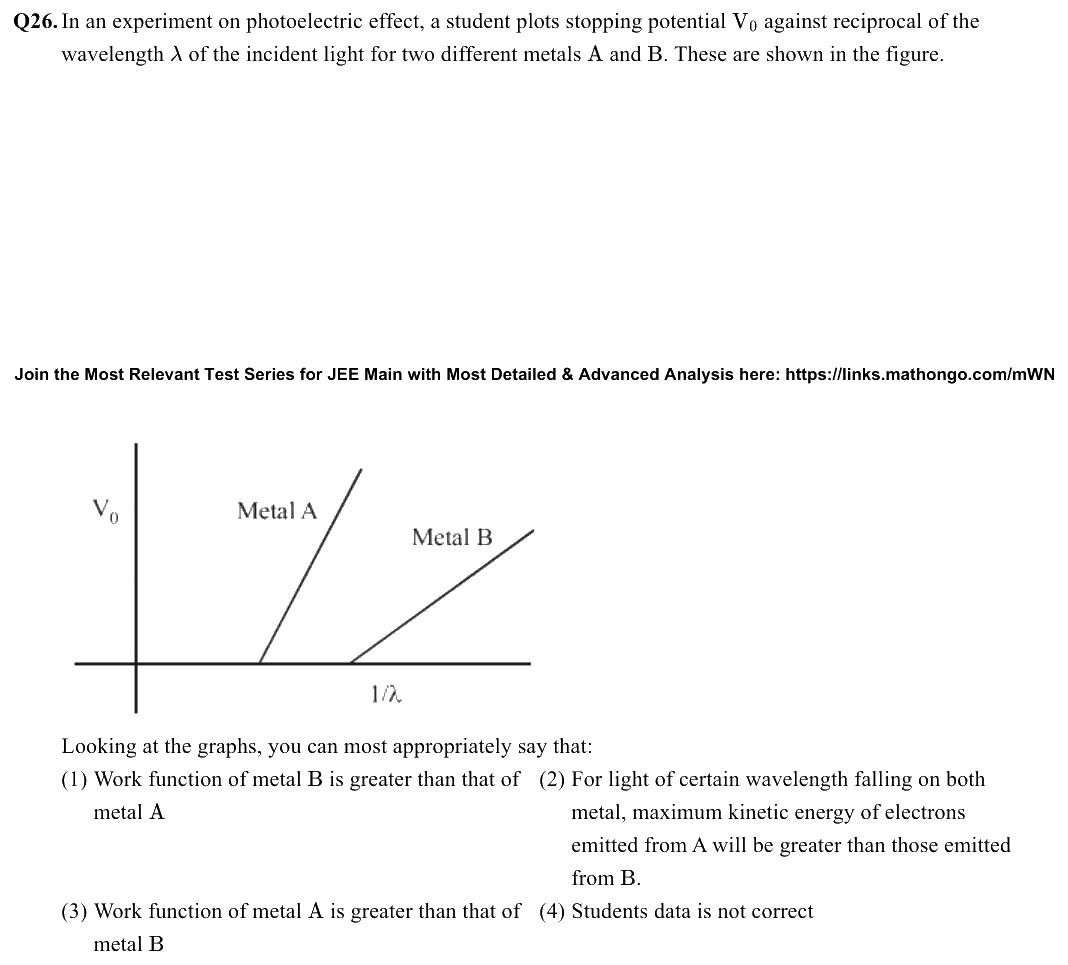 Q26. In an experiment on photoelectric effect, a student plots stopping potential V₀ against reciprocal of the
wavelength λ of the incident light for two different metals A and B. These are shown in the figure.
Join the Most Relevant Test Series for JEE Main with Most Detailed & Advanced Analysis here: https://links.mathongo.com/mWN
V₀
Metal A
Metal B
1/λ
Looking at the graphs, you can most appropriately say that:
(1) Work function of metal B is greater than that of
metal A
(2) For light of certain wavelength falling on both
metal, maximum kinetic energy of electrons
emitted from A will be greater than those emitted
from B.
(3) Work function of metal A is greater than that of
metal B
(4) Students data is not correct